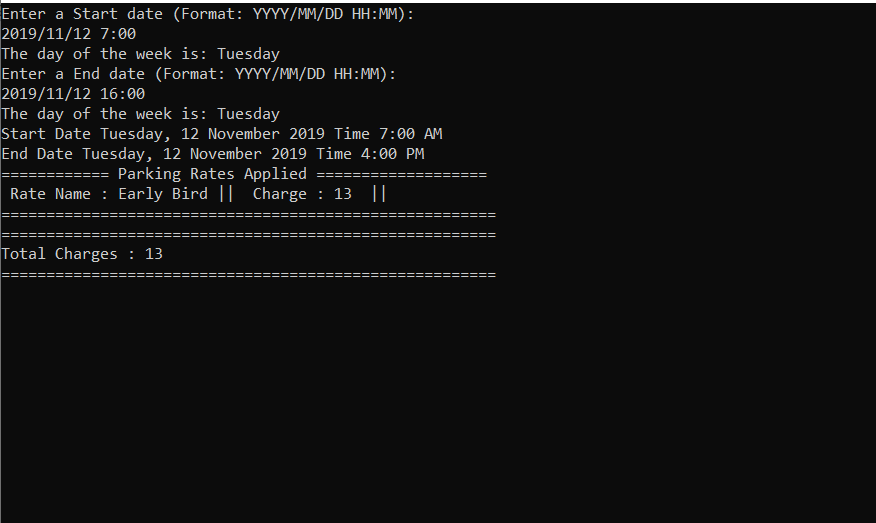 Enter a Start date (Format: YYYY/MM/DD HH:MM):
2019/11/12 7:00
The day of the week is: Tuesday
Enter a End date (Format: YYYY/MM/DD HH:MM):
2019/11/12 16:00
The day of the week is: Tuesday
Start Date Tuesday, 12 November 2019 Time 7:00 AM
End Date Tuesday, 12 November 2019 Time 4:00 PM
============ Parking Rates Applied ===================
 Rate Name : Early Bird ||  Charge : 13  ||
=======================================================
=======================================================
Total Charges : 13
=======================================================